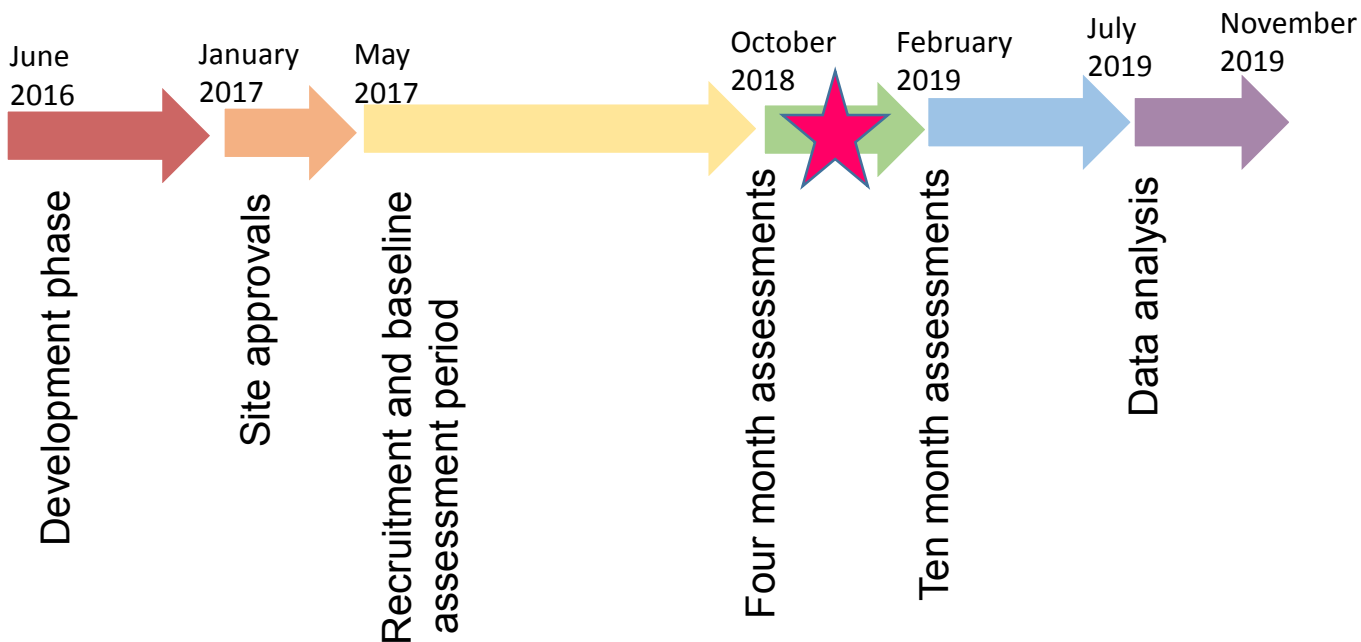 June
2016
January
2017
May
2017
October
2018
February
2019
July
2019
November
2019
Development phase
Site approvals
Recruitment and baseline
assessment period
Four month assessments
Ten month assessments
Data analysis